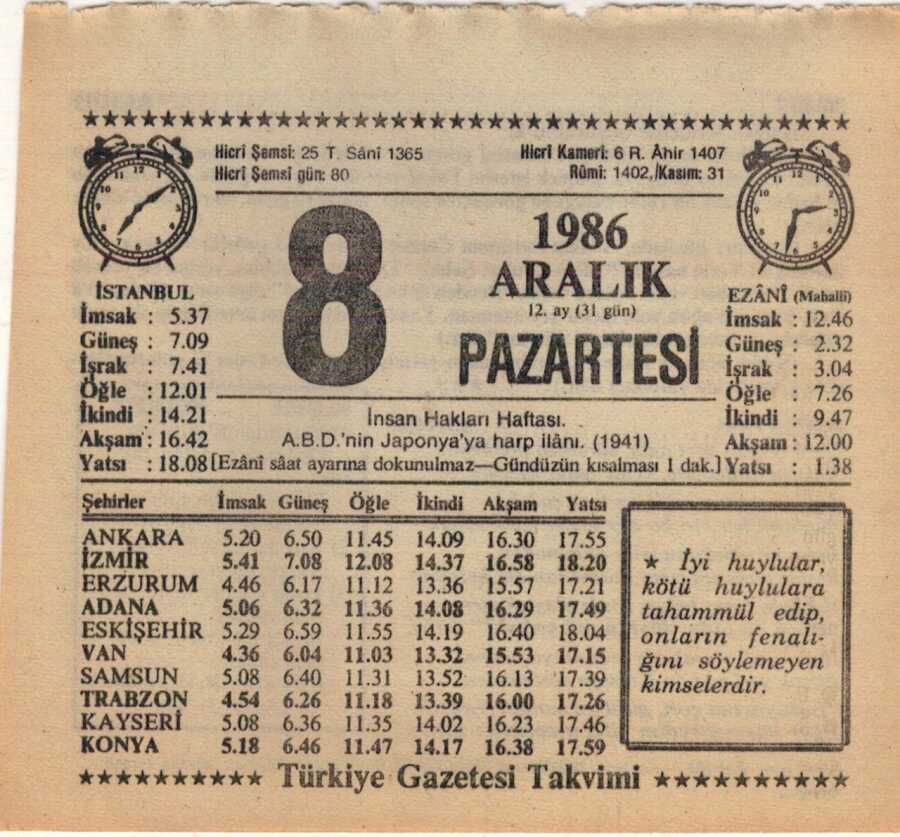 Hicrî Şemsî: 25 T. Sânî 1365
Hicrî Şemsî gün: 80
Hicrî Kamerî: 6 R. Âhir 1407
Rûmî: 1402, Kasım: 31
8
1986
ARALIK
12. ay (31 gün)
PAZARTESİ
İSTANBUL
İmsak : 5.37
Güneş : 7.09
İşrak : 7.41
Öğle : 12.01
İkindi : 14.21
Akşam : 16.42
Yatsı : 18.08
EZÂNÎ (Mahallî)
İmsak : 12.46
Güneş : 2.32
İşrak : 3.04
Öğle : 7.26
İkindi : 9.47
Akşam : 12.00
Yatsı : 1.38
İnsan Hakları Haftası.
A.B.D.'nin Japonya'ya harp ilânı. (1941)
[Ezânî sâat ayarına dokunulmaz—Gündüzün kısalması 1 dak.]
Şehirler İmsak Güneş Öğle İkindi Akşam Yatsı
ANKARA 5.20 6.50 11.45 14.09 16.30 17.55
İZMİR 5.41 7.08 12.08 14.37 16.58 18.20
ERZURUM 4.46 6.17 11.12 13.36 15.57 17.21
ADANA 5.06 6.32 11.36 14.08 16.29 17.49
ESKİŞEHİR 5.29 6.59 11.55 14.19 16.40 18.04
VAN 4.36 6.04 11.03 13.32 15.53 17.15
SAMSUN 5.08 6.40 11.31 13.52 16.13 17.39
TRABZON 4.54 6.26 11.18 13.39 16.00 17.26
KAYSERİ 5.08 6.36 11.35 14.02 16.23 17.46
KONYA 5.18 6.46 11.47 14.17 16.38 17.59
★ İyi huylular,
kötü huylulara
tahammül edip,
onların fenalı-
ğını söylemeyen
kimselerdir.
Türkiye Gazetesi Takvimi